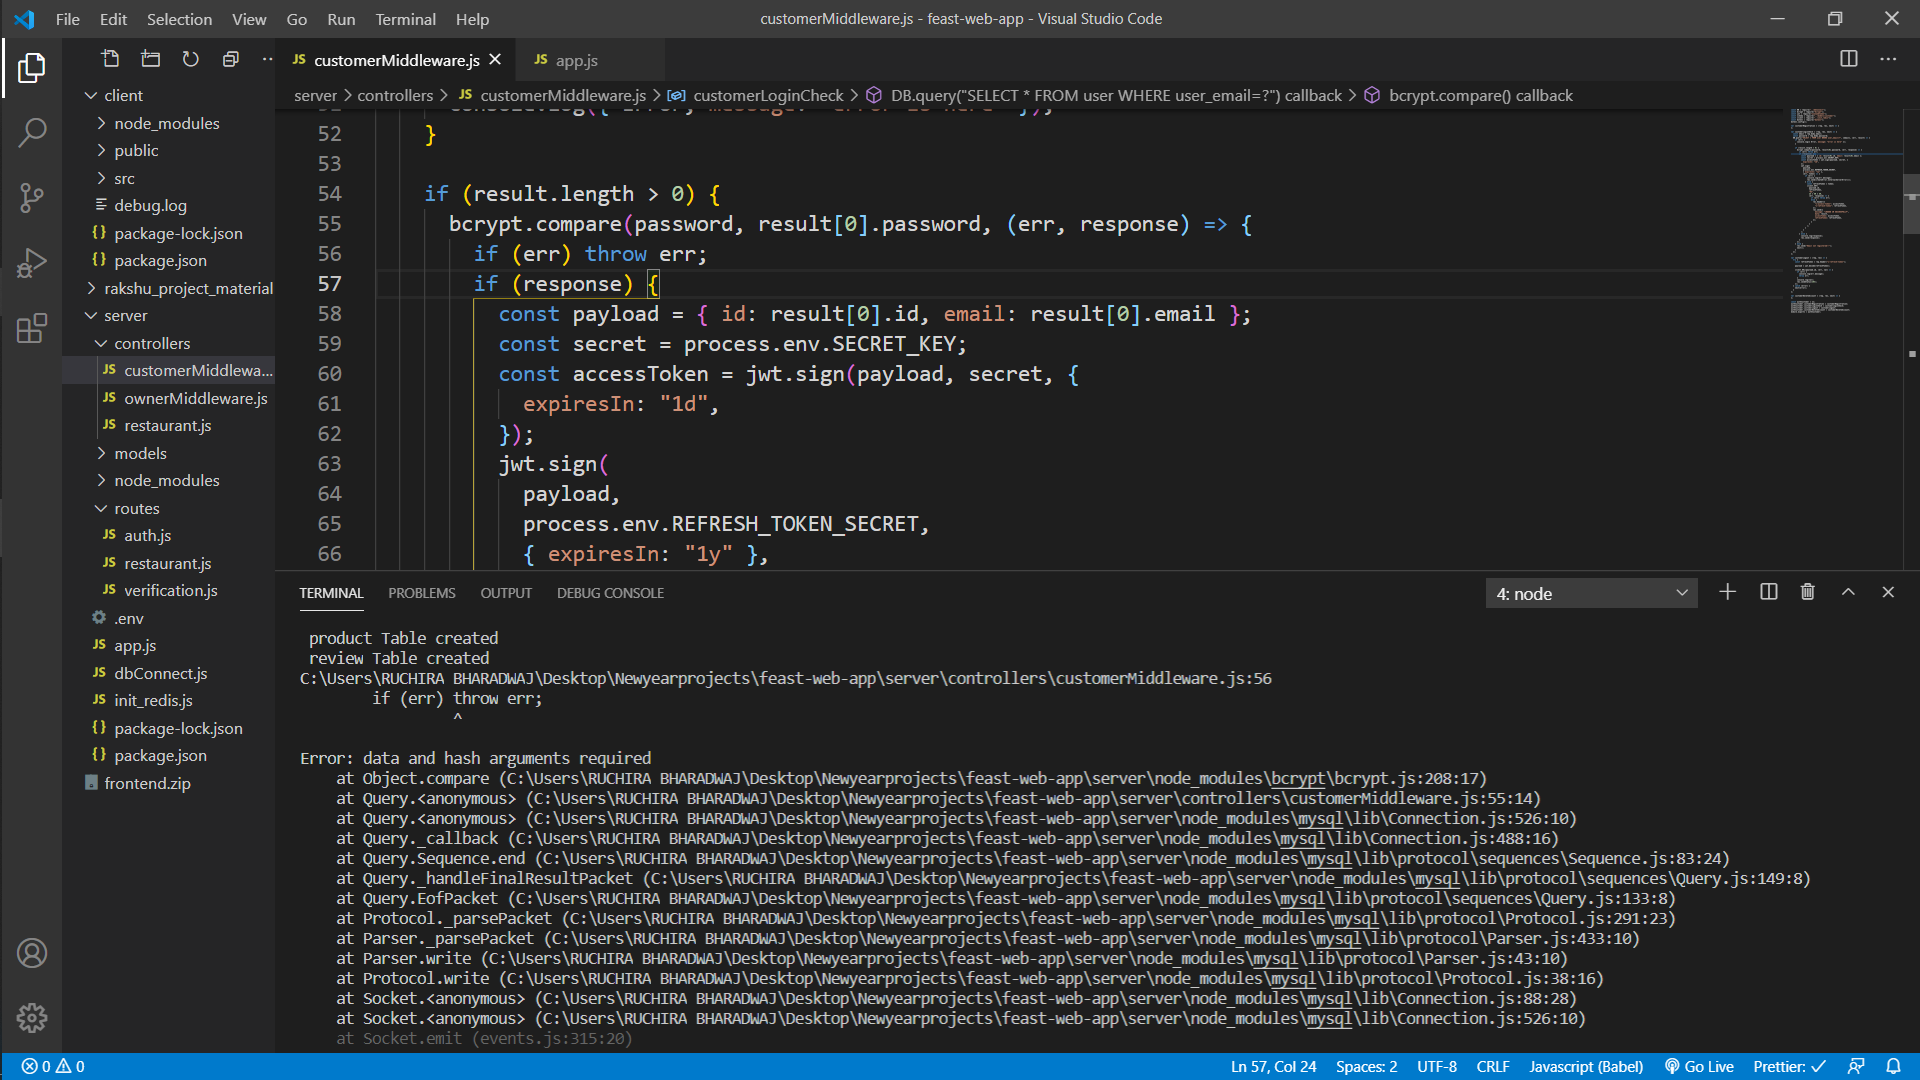 File Edit Selection View Go Run Terminal Help
customerMiddleware.js - feast-web-app - Visual Studio Code
JS customerMiddleware.js
JS app.js
server > controllers > JS customerMiddleware.js > customerLoginCheck > DB.query("SELECT * FROM user WHERE user_email=?") callback > bcrypt.compare() callback
client
node_modules
public
src
debug.log
{} package-lock.json
{} package.json
rakshu_project_material
server
controllers
JS customerMiddlewa...
JS ownerMiddleware.js
JS restaurant.js
models
node_modules
routes
JS auth.js
JS restaurant.js
JS verification.js
.env
JS app.js
JS dbConnect.js
JS init_redis.js
{} package-lock.json
{} package.json
frontend.zip
52 }
53
54 if (result.length > 0) {
55 bcrypt.compare(password, result[0].password, (err, response) => {
56 if (err) throw err;
57 if (response) {
58 const payload = { id: result[0].id, email: result[0].email };
59 const secret = process.env.SECRET_KEY;
60 const accessToken = jwt.sign(payload, secret, {
61 expiresIn: "1d",
62 });
63 jwt.sign(
64 payload,
65 process.env.REFRESH_TOKEN_SECRET,
66 { expiresIn: "1y" },
TERMINAL PROBLEMS OUTPUT DEBUG CONSOLE
4: node
product Table created
review Table created
C:\Users\RUCHIRA BHARADWAJ\Desktop\Newyearprojects\feast-web-app\server\controllers\customerMiddleware.js:56
if (err) throw err;
^
Error: data and hash arguments required
at Object.compare (C:\Users\RUCHIRA BHARADWAJ\Desktop\Newyearprojects\feast-web-app\server\node_modules\bcrypt\bcrypt.js:208:17)
at Query.<anonymous> (C:\Users\RUCHIRA BHARADWAJ\Desktop\Newyearprojects\feast-web-app\server\controllers\customerMiddleware.js:55:14)
at Query.<anonymous> (C:\Users\RUCHIRA BHARADWAJ\Desktop\Newyearprojects\feast-web-app\server\node_modules\mysql\lib\Connection.js:526:10)
at Query._callback (C:\Users\RUCHIRA BHARADWAJ\Desktop\Newyearprojects\feast-web-app\server\node_modules\mysql\lib\Connection.js:488:16)
at Query.Sequence.end (C:\Users\RUCHIRA BHARADWAJ\Desktop\Newyearprojects\feast-web-app\server\node_modules\mysql\lib\protocol\sequences\Sequence.js:83:24)
at Query._handleFinalResultPacket (C:\Users\RUCHIRA BHARADWAJ\Desktop\Newyearprojects\feast-web-app\server\node_modules\mysql\lib\protocol\sequences\Query.js:149:8)
at Query.EofPacket (C:\Users\RUCHIRA BHARADWAJ\Desktop\Newyearprojects\feast-web-app\server\node_modules\mysql\lib\protocol\sequences\Query.js:133:8)
at Protocol._parsePacket (C:\Users\RUCHIRA BHARADWAJ\Desktop\Newyearprojects\feast-web-app\server\node_modules\mysql\lib\protocol\Protocol.js:291:23)
at Parser._parsePacket (C:\Users\RUCHIRA BHARADWAJ\Desktop\Newyearprojects\feast-web-app\server\node_modules\mysql\lib\protocol\Parser.js:433:10)
at Parser.write (C:\Users\RUCHIRA BHARADWAJ\Desktop\Newyearprojects\feast-web-app\server\node_modules\mysql\lib\protocol\Parser.js:43:10)
at Protocol.write (C:\Users\RUCHIRA BHARADWAJ\Desktop\Newyearprojects\feast-web-app\server\node_modules\mysql\lib\protocol\Protocol.js:38:16)
at Socket.<anonymous> (C:\Users\RUCHIRA BHARADWAJ\Desktop\Newyearprojects\feast-web-app\server\node_modules\mysql\lib\Connection.js:88:28)
at Socket.<anonymous> (C:\Users\RUCHIRA BHARADWAJ\Desktop\Newyearprojects\feast-web-app\server\node_modules\mysql\lib\Connection.js:526:10)
at Socket.emit (events.js:315:20)
0 0 Ln 57, Col 24 Spaces: 2 UTF-8 CRLF Javascript (Babel) Go Live Prettier: ✓